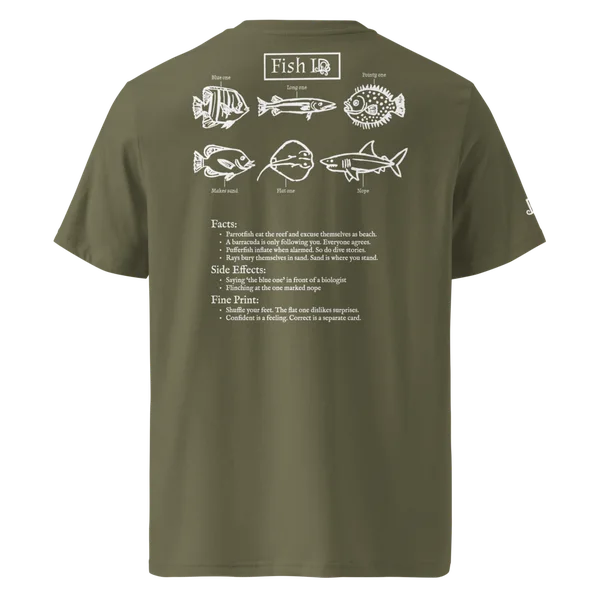 Fish ID
Blue one
Long one
Pointy one
Makes sand
Flat one
Nope
Facts:
• Parrotfish eat the reef and excuse themselves as beach.
• A barracuda is only following you. Everyone agrees.
• Pufferfish inflate when alarmed. So do dive stories.
• Rays bury themselves in sand. Sand is where you stand.
Side Effects:
• Saying "the blue one" in front of a biologist
• Flinching at the one marked nope
Fine Print:
• Shuffle your feet. The flat one dislikes surprises.
• Confident is a feeling. Correct is a separate card.